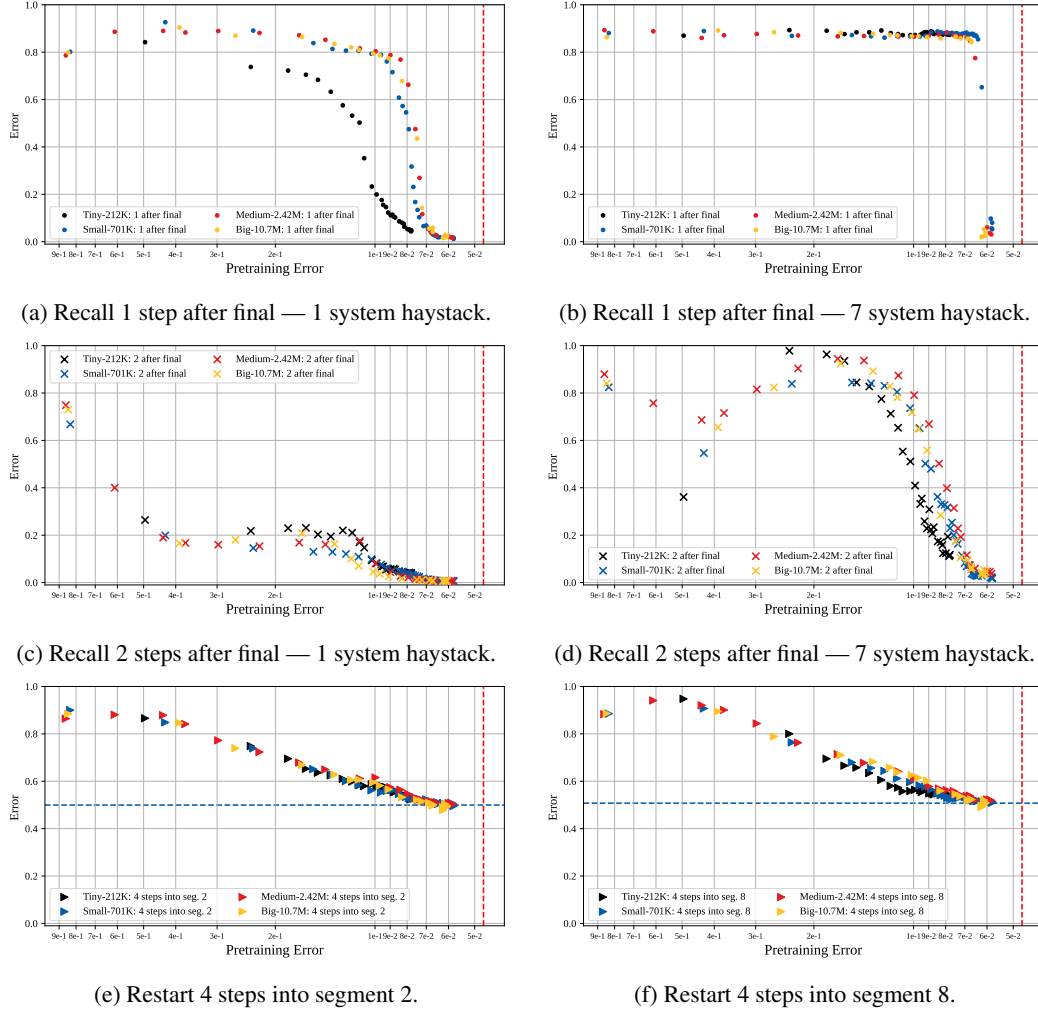 1.0
0.8
0.6
0.4
0.2
0.0
Error
Tiny-212K: 1 after final
Small-701K: 1 after final
Medium-2.42M: 1 after final
Big-10.7M: 1 after final
9e-1 8e-1 7e-1 6e-1 5e-1 4e-1 3e-1 2e-1 1e-1 9e-2 8e-2 7e-2 6e-2 5e-2
Pretraining Error
(a) Recall 1 step after final — 1 system haystack.
1.0
0.8
0.6
0.4
0.2
0.0
Error
Tiny-212K: 1 after final
Small-701K: 1 after final
Medium-2.42M: 1 after final
Big-10.7M: 1 after final
9e-1 8e-1 7e-1 6e-1 5e-1 4e-1 3e-1 2e-1 1e-1 9e-2 8e-2 7e-2 6e-2 5e-2
Pretraining Error
(b) Recall 1 step after final — 7 system haystack.
1.0
0.8
0.6
0.4
0.2
0.0
Error
Tiny-212K: 2 after final
Small-701K: 2 after final
Medium-2.42M: 2 after final
Big-10.7M: 2 after final
9e-1 8e-1 7e-1 6e-1 5e-1 4e-1 3e-1 2e-1 1e-1 9e-2 8e-2 7e-2 6e-2 5e-2
Pretraining Error
(c) Recall 2 steps after final — 1 system haystack.
1.0
0.8
0.6
0.4
0.2
0.0
Error
Tiny-212K: 2 after final
Small-701K: 2 after final
Medium-2.42M: 2 after final
Big-10.7M: 2 after final
9e-1 8e-1 7e-1 6e-1 5e-1 4e-1 3e-1 2e-1 1e-1 9e-2 8e-2 7e-2 6e-2 5e-2
Pretraining Error
(d) Recall 2 steps after final — 7 system haystack.
1.0
0.8
0.6
0.4
0.2
0.0
Error
Tiny-212K: 4 steps into seg. 2
Small-701K: 4 steps into seg. 2
Medium-2.42M: 4 steps into seg. 2
Big-10.7M: 4 steps into seg. 2
9e-1 8e-1 7e-1 6e-1 5e-1 4e-1 3e-1 2e-1 1e-1 9e-2 8e-2 7e-2 6e-2 5e-2
Pretraining Error
(e) Restart 4 steps into segment 2.
1.0
0.8
0.6
0.4
0.2
0.0
Error
Tiny-212K: 4 steps into seg. 8
Small-701K: 4 steps into seg. 8
Medium-2.42M: 4 steps into seg. 8
Big-10.7M: 4 steps into seg. 8
9e-1 8e-1 7e-1 6e-1 5e-1 4e-1 3e-1 2e-1 1e-1 9e-2 8e-2 7e-2 6e-2 5e-2
Pretraining Error
(f) Restart 4 steps into segment 8.